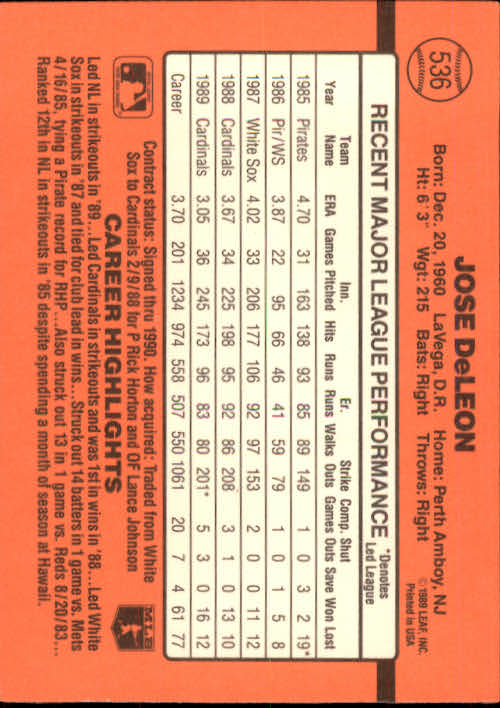 536
JOSE DeLEON
Born: Dec. 20, 1960 LaVega, D.R. Home: Perth Amboy, NJ
Ht: 6' 3" Wgt: 215 Bats: Right Throws: Right
© 1989 LEAF, INC.
Printed in USA
RECENT MAJOR LEAGUE PERFORMANCE *Denotes Led League
Team Inn. Er. Strike Comp. Shut
Year Name ERA Games Pitched Hits Runs Runs Walks Outs Games Outs Save Won Lost
1985 Pirates 4.70 31 163 138 93 85 89 149 1 0 3 2 19*
1986 Pir/WS 3.87 22 95 66 46 41 59 79 1 0 1 5 8
1987 White Sox 4.02 33 206 177 106 92 97 153 2 0 0 11 12
1988 Cardinals 3.67 34 225 198 95 92 86 208 3 1 0 13 10
1989 Cardinals 3.05 36 245 173 96 83 80 201* 5 3 0 16 12
Career 3.70 201 1234 974 558 507 550 1061 20 7 4 61 77
Contract status: Signed thru 1990. How acquired: Traded from White
Sox to Cardinals 2/9/88 for P Rick Horton and OF Lance Johnson
MLB
CAREER HIGHLIGHTS
Led NL in strikeouts in '89...Led Cardinals in strikeouts and was 1st in wins in '88...Led White
Sox in strikeouts in '87 and tied for club lead in wins...Struck out 14 batters in 1 game vs. Mets
4/16/85, tying a Pirate record for RHP...Also struck out 13 in 1 game vs. Reds 8/20/83...
Ranked 12th in NL in strikeouts in '85 despite spending a month of season at Hawaii.